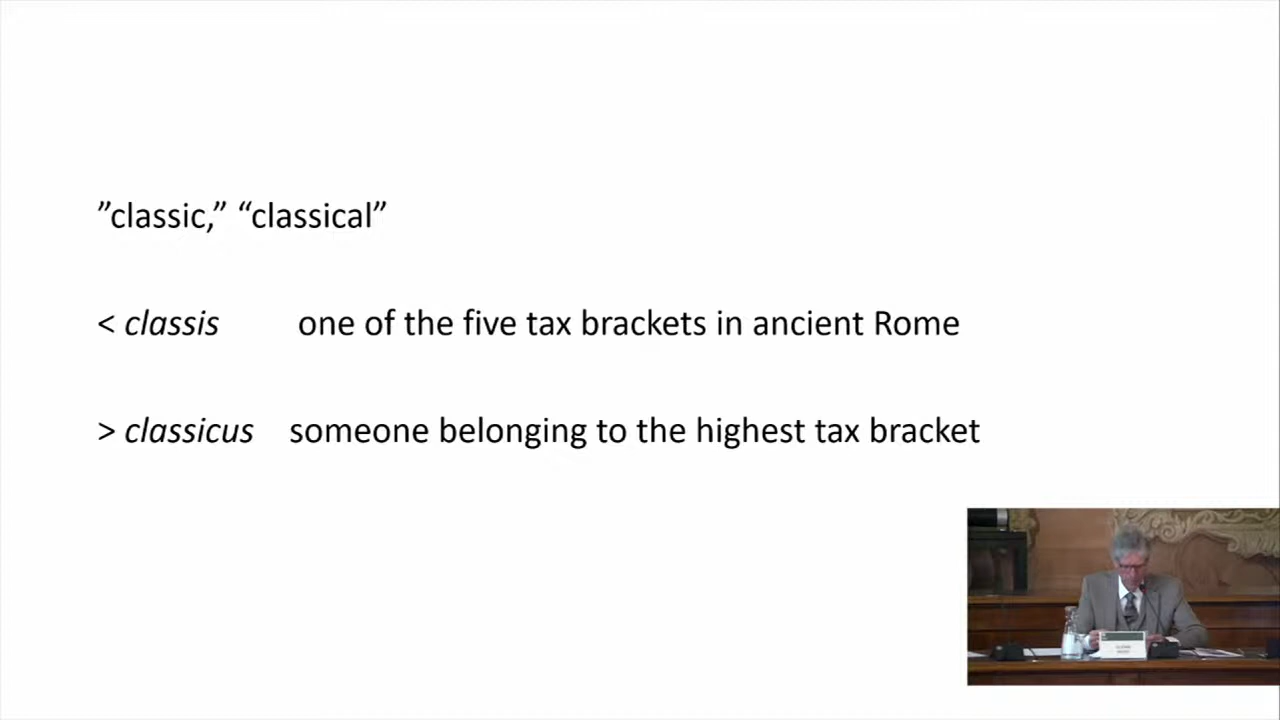 ”classic,” “classical”
< classis one of the five tax brackets in ancient Rome
> classicus someone belonging to the highest tax bracket